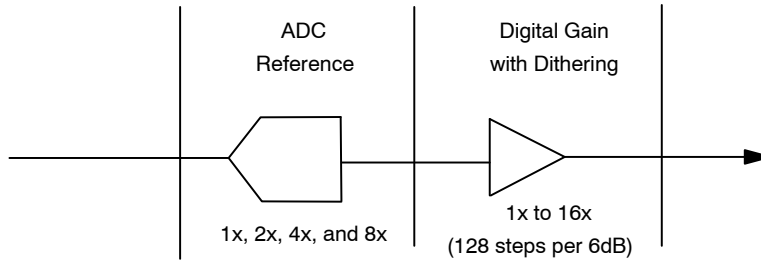 ADC
Reference
Digital Gain
with Dithering
1x, 2x, 4x, and 8x
1x to 16x
(128 steps per 6dB)